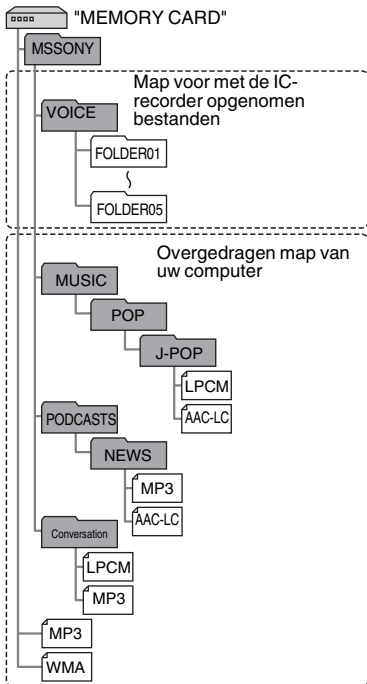 "MEMORY CARD"
MSSONY
Map voor met de IC-
recorder opgenomen
bestanden
VOICE
FOLDER01
FOLDER05
Overgedragen map van
uw computer
MUSIC
POP
J-POP
LPCM
AAC-LC
PODCASTS
NEWS
MP3
AAC-LC
Conversation
LPCM
MP3
MP3
WMA